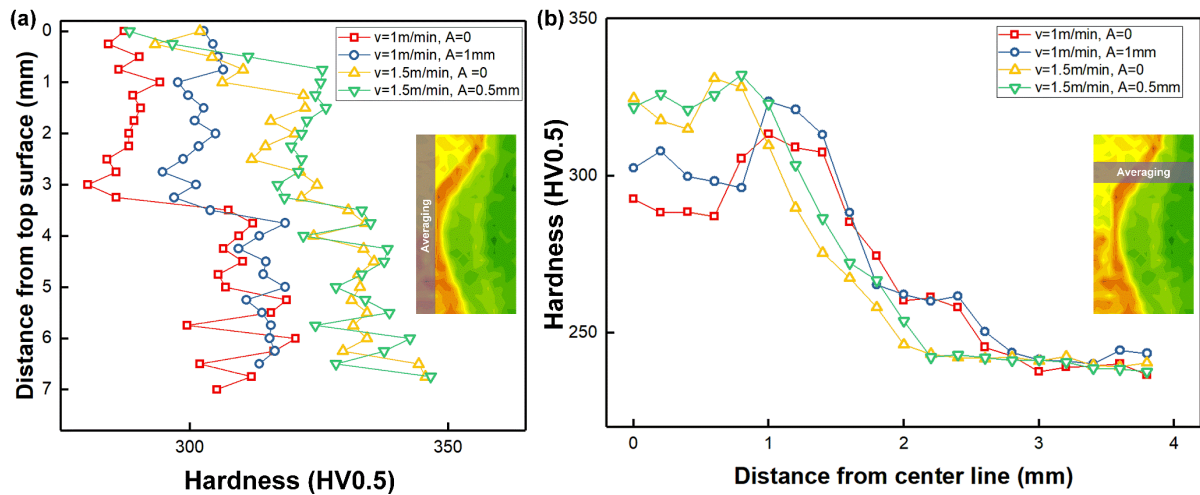 (a)
0
1
2
3
4
5
6
7
Distance from top surface (mm)
v=1m/min, A=0
v=1m/min, A=1mm
v=1.5m/min, A =0
v=1.5m/min, A=0.5mm
Averaging
300
350
Hardness (HV0.5)
(b)
350
300
250
Hardness (HV0.5)
v=1m/min, A=0
v=1m/min, A=1mm
v=1.5m/min, A =0
v=1.5m/min, A=0.5mm
Averaging
0
1
2
3
4
Distance from center line (mm)